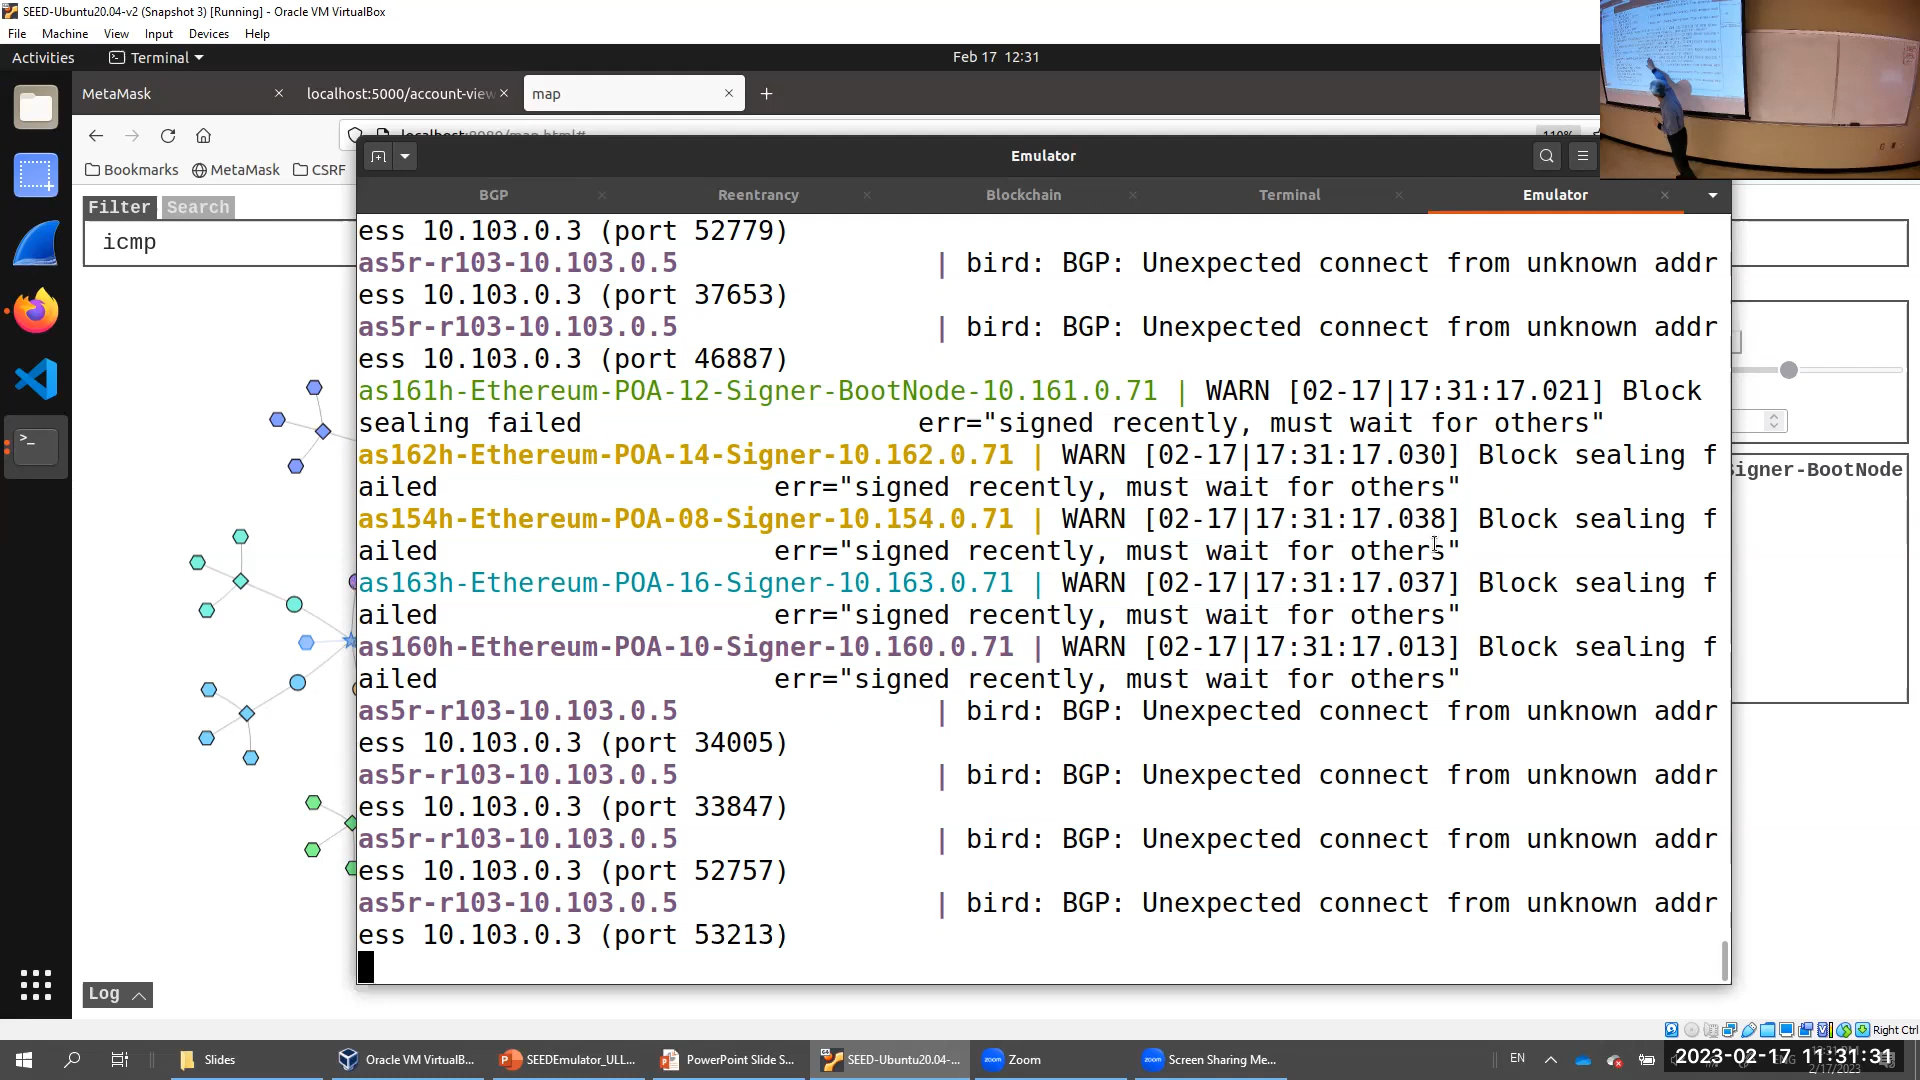 SEED-Ubuntu20.04-v2 (Snapshot 3) [Running] - Oracle VM VirtualBox
File Machine View Input Devices Help
Activities Terminal Feb 17 12:31
MetaMask localhost:5000/account-view map
110%
Bookmarks MetaMask CSRF
Emulator
BGP Reentrancy Blockchain Terminal Emulator
Filter Search
icmp
ess 10.103.0.3 (port 52779)
as5r-r103-10.103.0.5 | bird: BGP: Unexpected connect from unknown addr
ess 10.103.0.3 (port 37653)
as5r-r103-10.103.0.5 | bird: BGP: Unexpected connect from unknown addr
ess 10.103.0.3 (port 46887)
as161h-Ethereum-POA-12-Signer-BootNode-10.161.0.71 | WARN [02-17|17:31:17.021] Block
sealing failed err="signed recently, must wait for others"
as162h-Ethereum-POA-14-Signer-10.162.0.71 | WARN [02-17|17:31:17.030] Block sealing f
ailed err="signed recently, must wait for others"
as154h-Ethereum-POA-08-Signer-10.154.0.71 | WARN [02-17|17:31:17.038] Block sealing f
ailed err="signed recently, must wait for others"
as163h-Ethereum-POA-16-Signer-10.163.0.71 | WARN [02-17|17:31:17.037] Block sealing f
ailed err="signed recently, must wait for others"
as160h-Ethereum-POA-10-Signer-10.160.0.71 | WARN [02-17|17:31:17.013] Block sealing f
ailed err="signed recently, must wait for others"
as5r-r103-10.103.0.5 | bird: BGP: Unexpected connect from unknown addr
ess 10.103.0.3 (port 34005)
as5r-r103-10.103.0.5 | bird: BGP: Unexpected connect from unknown addr
ess 10.103.0.3 (port 33847)
as5r-r103-10.103.0.5 | bird: BGP: Unexpected connect from unknown addr
ess 10.103.0.3 (port 52757)
as5r-r103-10.103.0.5 | bird: BGP: Unexpected connect from unknown addr
ess 10.103.0.3 (port 53213)
igner-BootNode
Log
Right Ctrl
Slides Oracle VM VirtualB... SEEDEmulator_ULL... PowerPoint Slide S... SEED-Ubuntu20.04-... Zoom Screen Sharing Me... EN
2023-02-17 11:31:31
2/17/2023